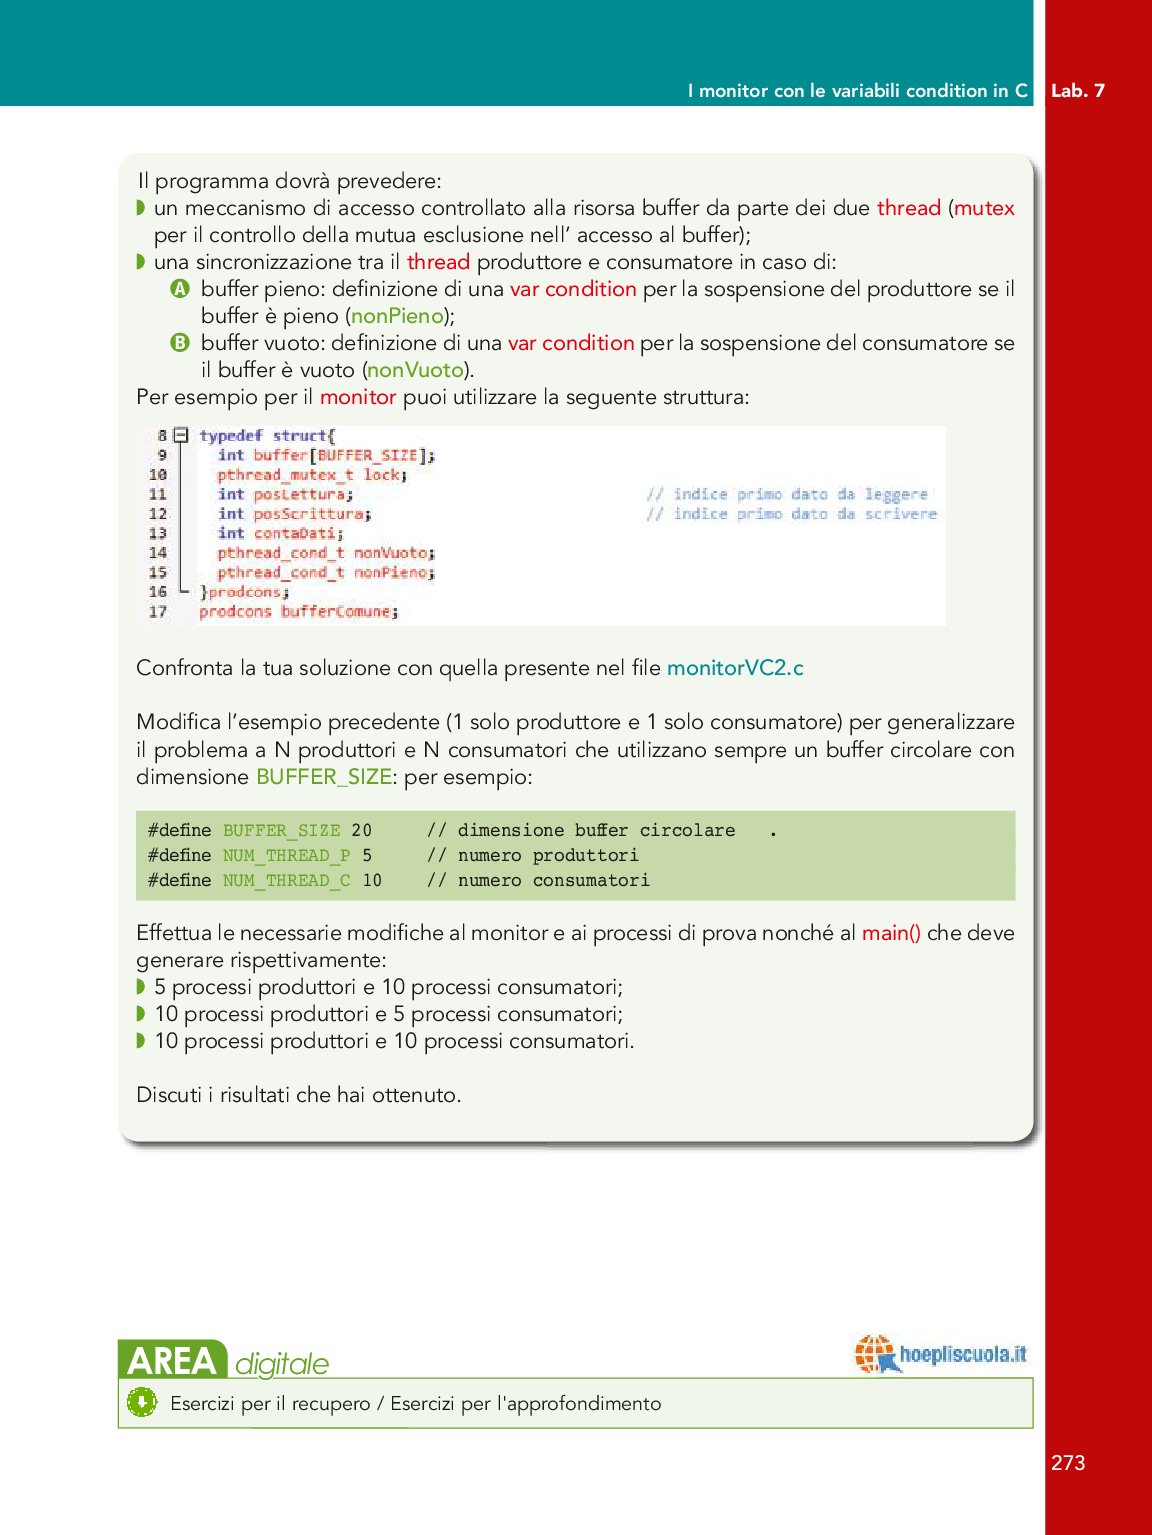 I monitor con le variabili condition in C Lab. 7
Il programma dovrà prevedere:
un meccanismo di accesso controllato alla risorsa buffer da parte dei due thread (mutex
per il controllo della mutua esclusione nell’ accesso al buffer);
una sincronizzazione tra il thread produttore e consumatore in caso di:
A buffer pieno: definizione di una var condition per la sospensione del produttore se il
buffer è pieno (nonPieno);
B buffer vuoto: definizione di una var condition per la sospensione del consumatore se
il buffer è vuoto (nonVuoto).
Per esempio per il monitor puoi utilizzare la seguente struttura:
8 typedef struct{
9 int buffer[BUFFER_SIZE];
10 pthread_mutex_t lock;
11 int posLettura; // indice primo dato da leggere
12 int posScrittura; // indice primo dato da scrivere
13 int contaDati;
14 pthread_cond_t nonVuoto;
15 pthread_cond_t nonPieno;
16 }prodcons;
17 prodcons bufferComune;
Confronta la tua soluzione con quella presente nel file monitorVC2.c
Modifica l’esempio precedente (1 solo produttore e 1 solo consumatore) per generalizzare
il problema a N produttori e N consumatori che utilizzano sempre un buffer circolare con
dimensione BUFFER_SIZE: per esempio:
#define BUFFER_SIZE 20 // dimensione buffer circolare .
#define NUM_THREAD_P 5 // numero produttori
#define NUM_THREAD_C 10 // numero consumatori
Effettua le necessarie modifiche al monitor e ai processi di prova nonché al main() che deve
generare rispettivamente:
5 processi produttori e 10 processi consumatori;
10 processi produttori e 5 processi consumatori;
10 processi produttori e 10 processi consumatori.
Discuti i risultati che hai ottenuto.
AREA digitale
hoepliscuola.it
Esercizi per il recupero / Esercizi per l'approfondimento
273